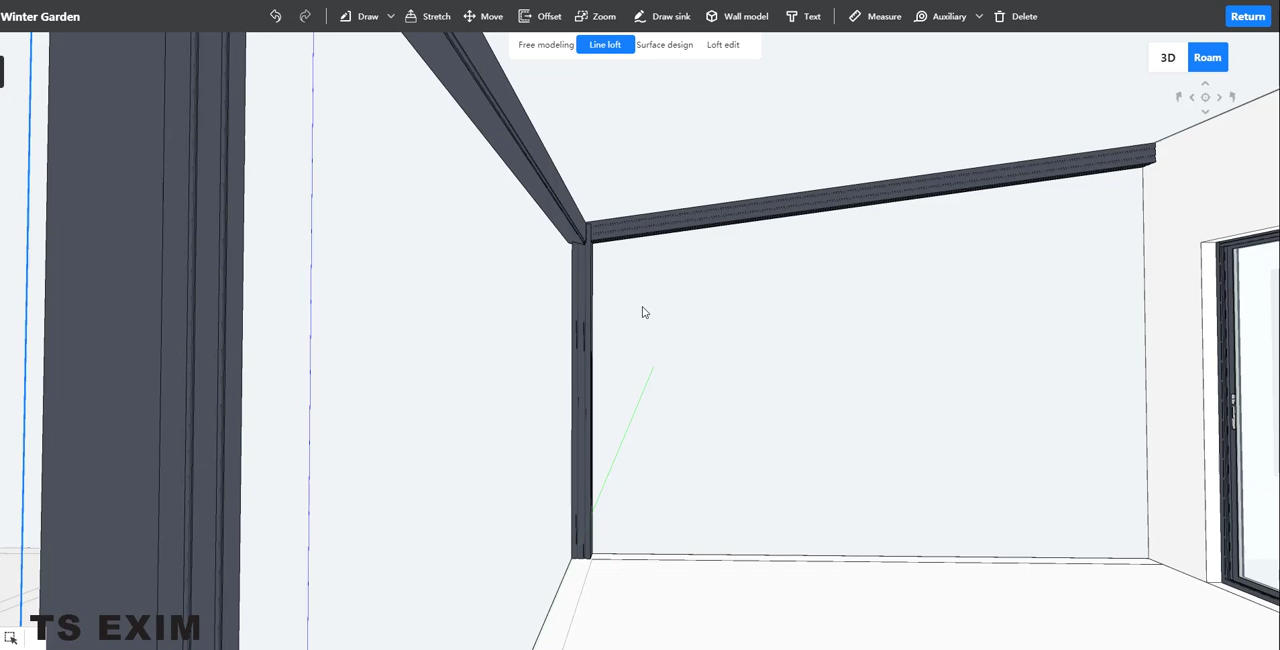 Winter Garden
Draw
Stretch
Move
Offset
Zoom
Draw sink
Wall model
Text
Measure
Auxiliary
Delete
Return
Free modeling
Line loft
Surface design
Loft edit
3D
Roam
TS EXIM